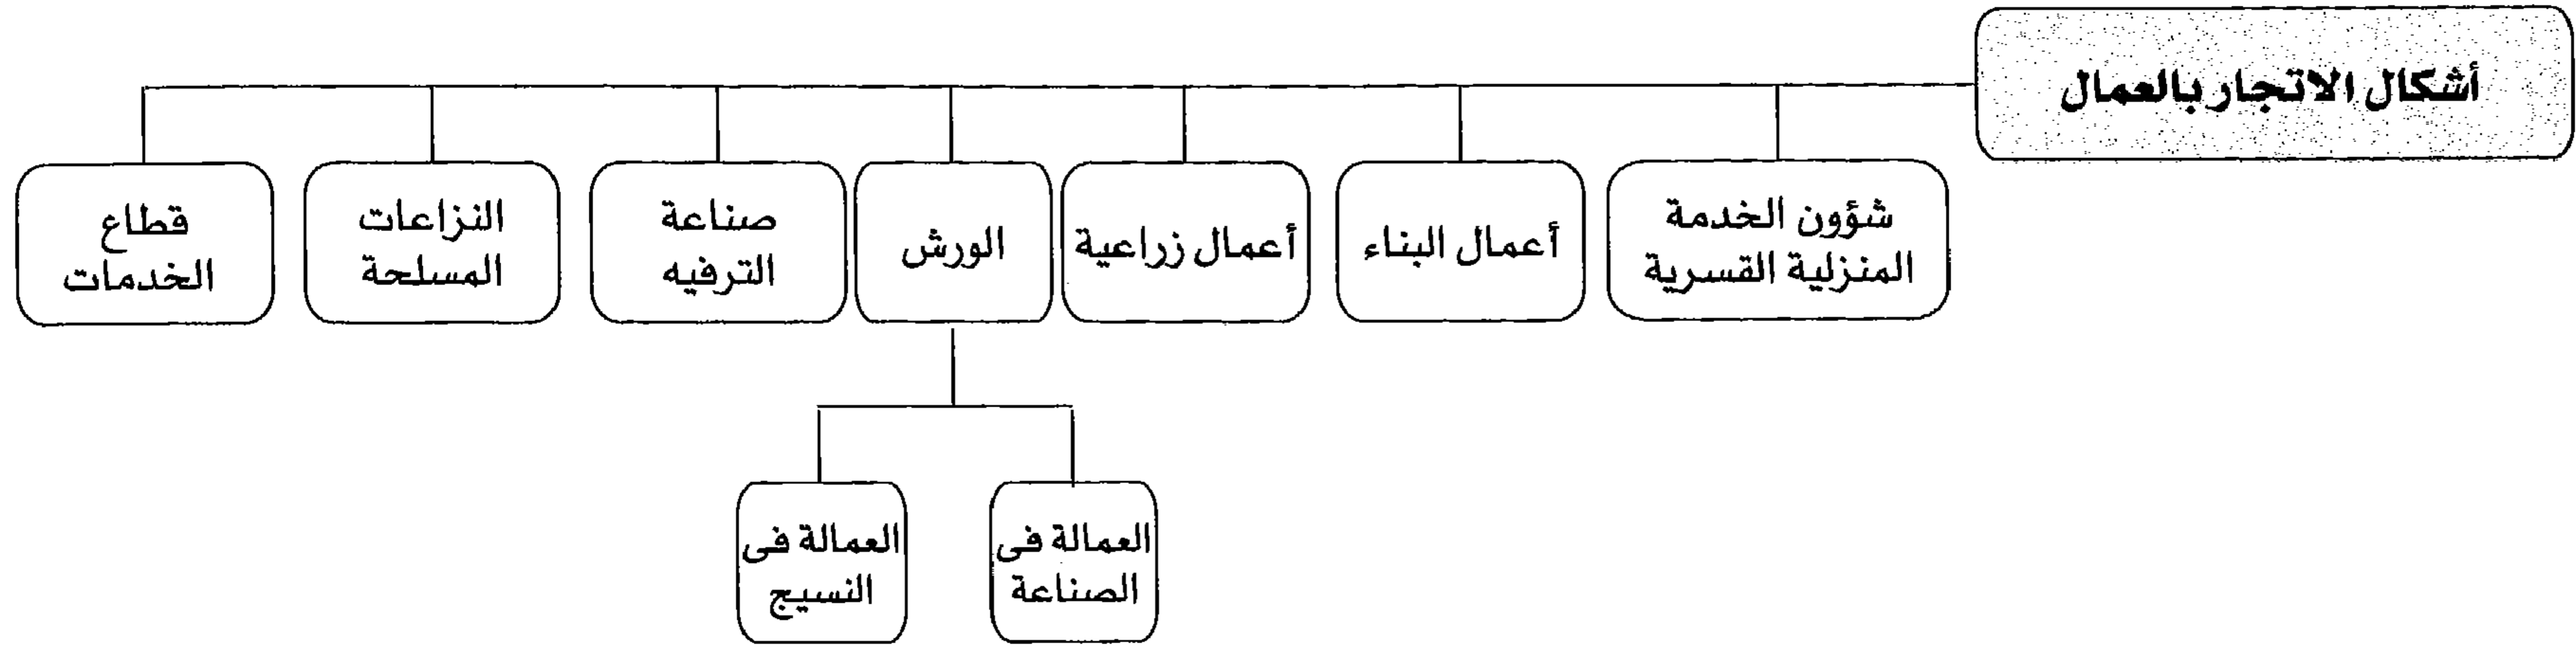 أشكال الاتجار بالعمال
شؤون الخدمة
المنزلية القسرية
أعمال البناء
أعمال زراعية
الورش
صناعة
الترفيه
النزاعات
المسلحة
قطاع
الخدمات
العمالة فى
الصناعة
العمالة فى
النسيج